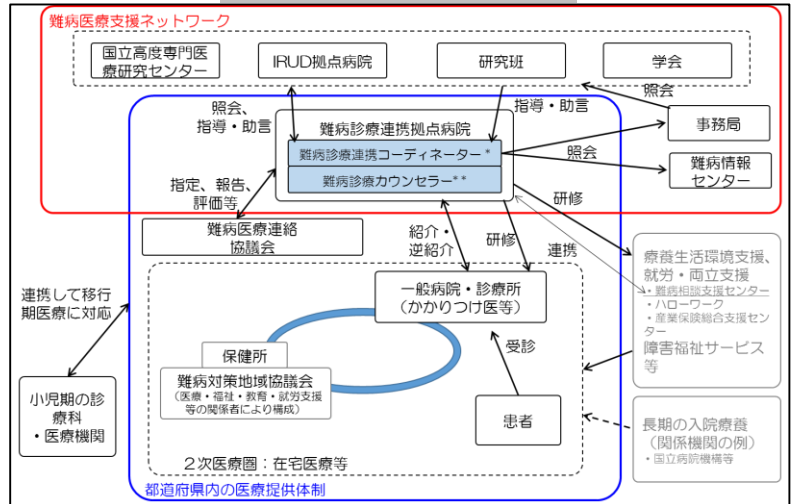 難病医療支援ネットワーク
国立高度専門医
療研究センター
IRUD拠点病院
研究班
学会
照会、
指導・助言
指導・助言
照会
難病診療連携拠点病院
難病診療連携コーディネーター*
難病診療カウンセラー**
事務局
照会
難病情報
センター
指定、報告、
評価等
研修
難病医療連絡
協議会
紹介・
逆紹介
研修
連携
療養生活環境支援、
就労・両立支援
・難病相談支援センター
・ハローワーク
・産業保険総合支援セン
ター
障害福祉サービス
等
一般病院・診療所
（かかりつけ医等）
連携して移行
期医療に対応
保健所
難病対策地域協議会
（医療・福祉・教育・就労支援
等の関係者により構成）
受診
小児期の診
療科
・医療機関
患者
長期の入院療養
（関係機関の例）
・国立病院機構等
２次医療圏：在宅医療等
都道府県内の医療提供体制